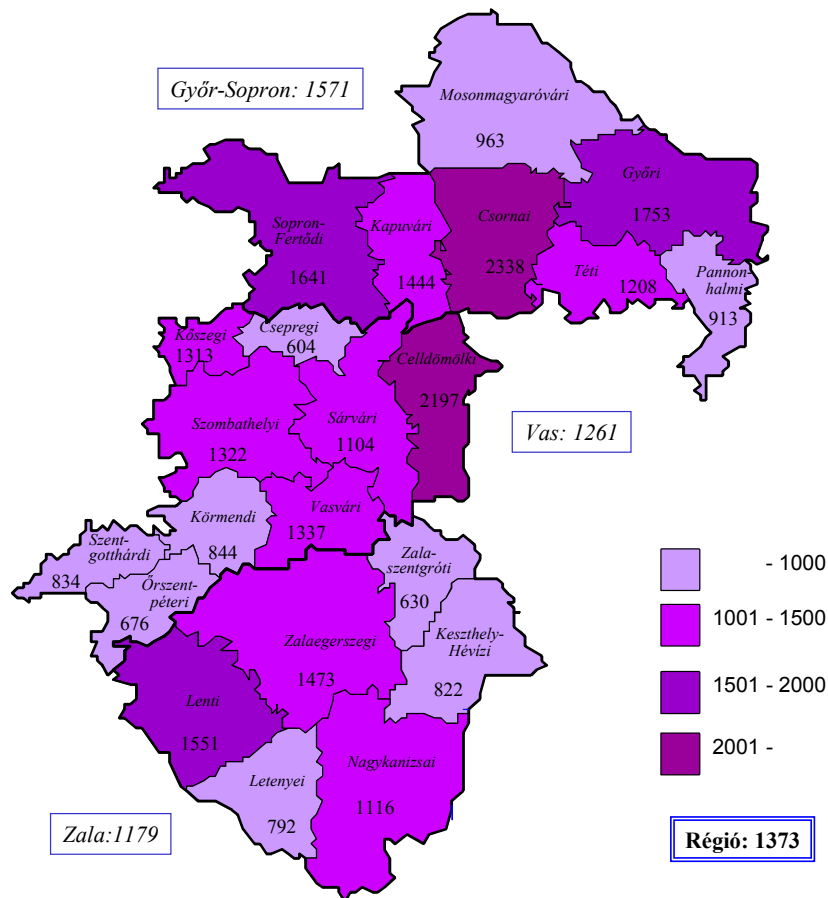 Győr-Sopron: 1571
Mosonmagyaróvári
963
Győri
1753
Sopron-
Fertődi
1641
Kapuvári
1444
Csornai
2338
Téti
1208
Pannon-
halmi
913
Kőszegi
1313
Csepregi
604
Celldömölki
2197
Szombathelyi
1322
Sárvári
1104
Vas: 1261
Körmendi
844
Vasvári
1337
Szent-
gotthárdi
834
Őrszent-
péteri
676
Zala-
szentgróti
630
Keszthely-
Hévízi
822
Zalaegerszegi
1473
Lenti
1551
Letenyei
792
Nagykanizsai
1116
Zala:1179
- 1000
1001 - 1500
1501 - 2000
2001 -
Régió: 1373